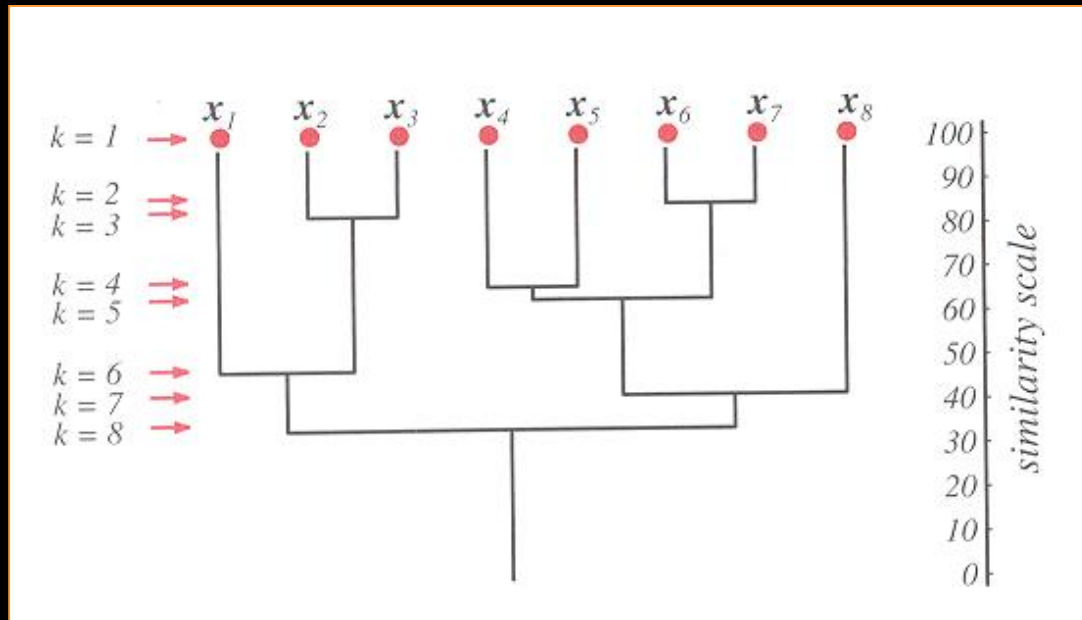 x1 x2 x3 x4 x5 x6 x7 x8
k = 1
k = 2
k = 3
k = 4
k = 5
k = 6
k = 7
k = 8
100
90
80
70
60
50
40
30
20
10
0
similarity scale